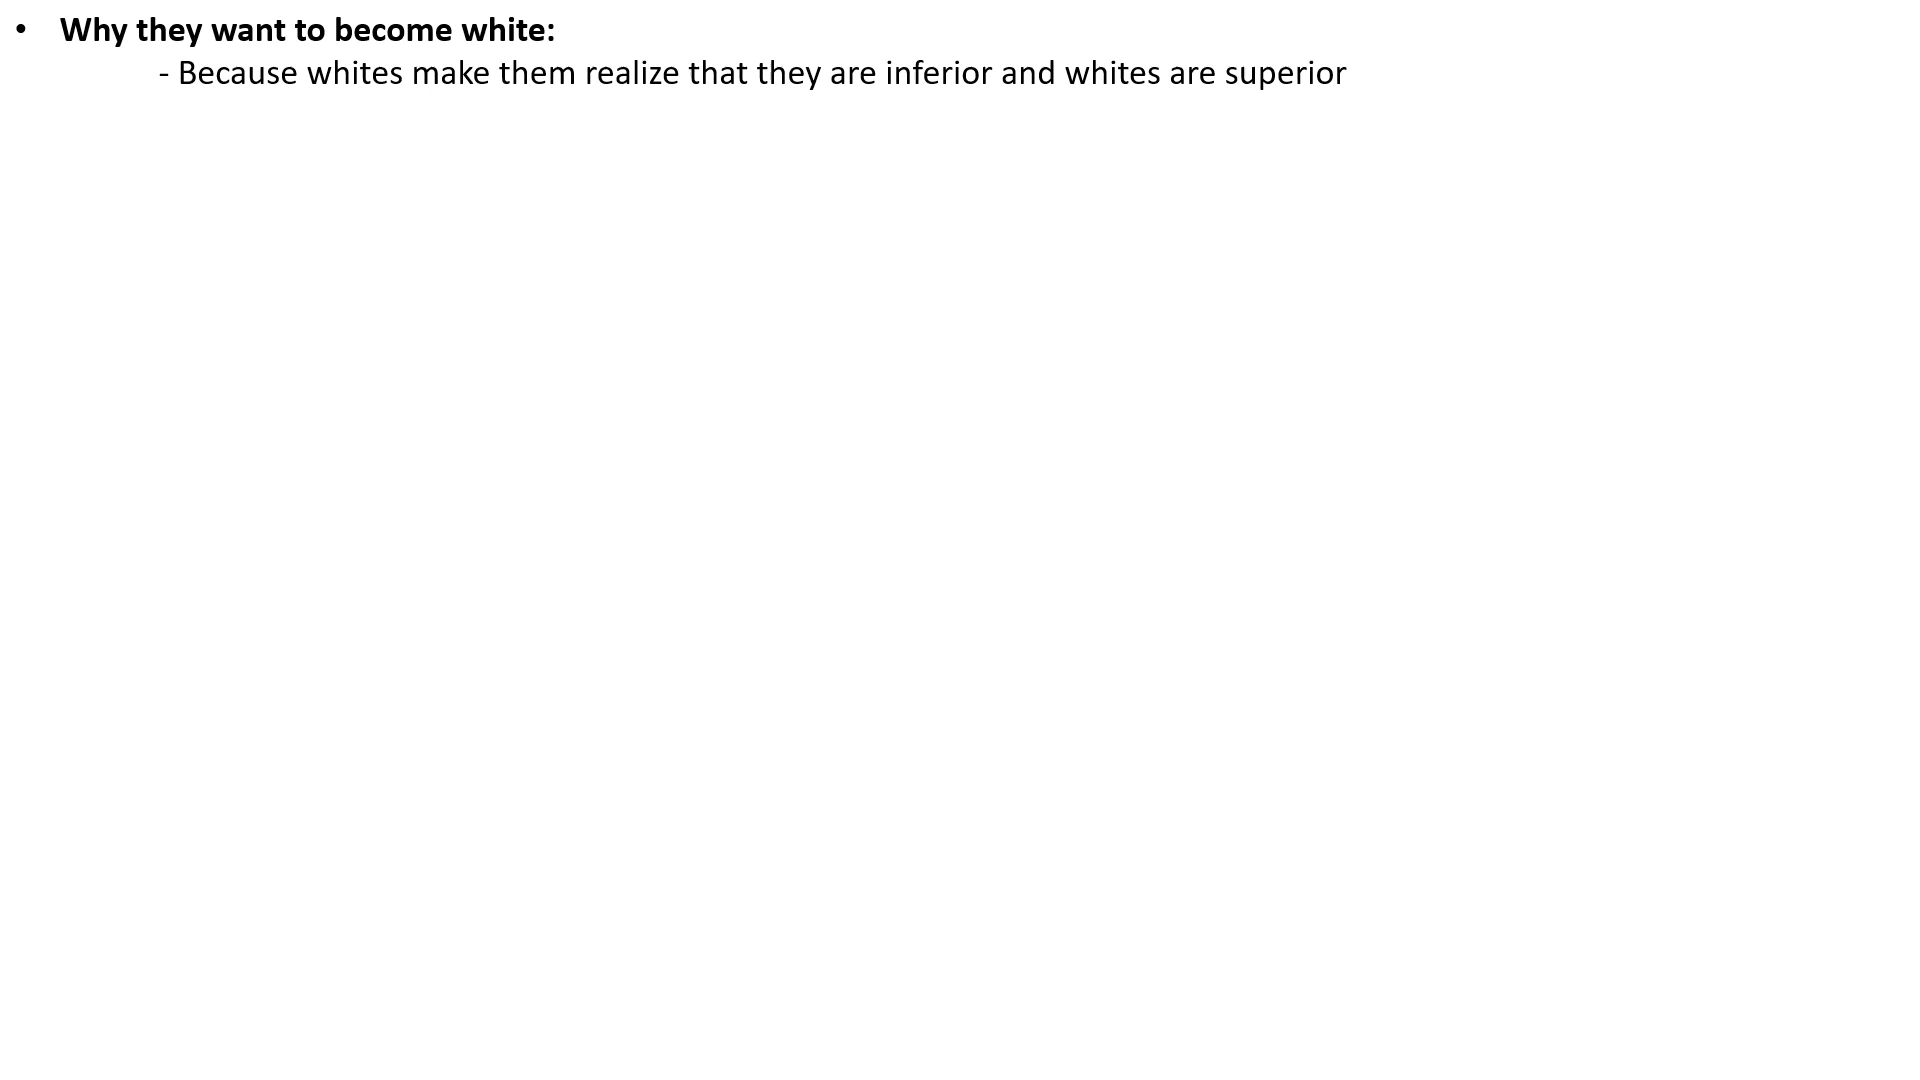 • Why they want to become white:
- Because whites make them realize that they are inferior and whites are superior